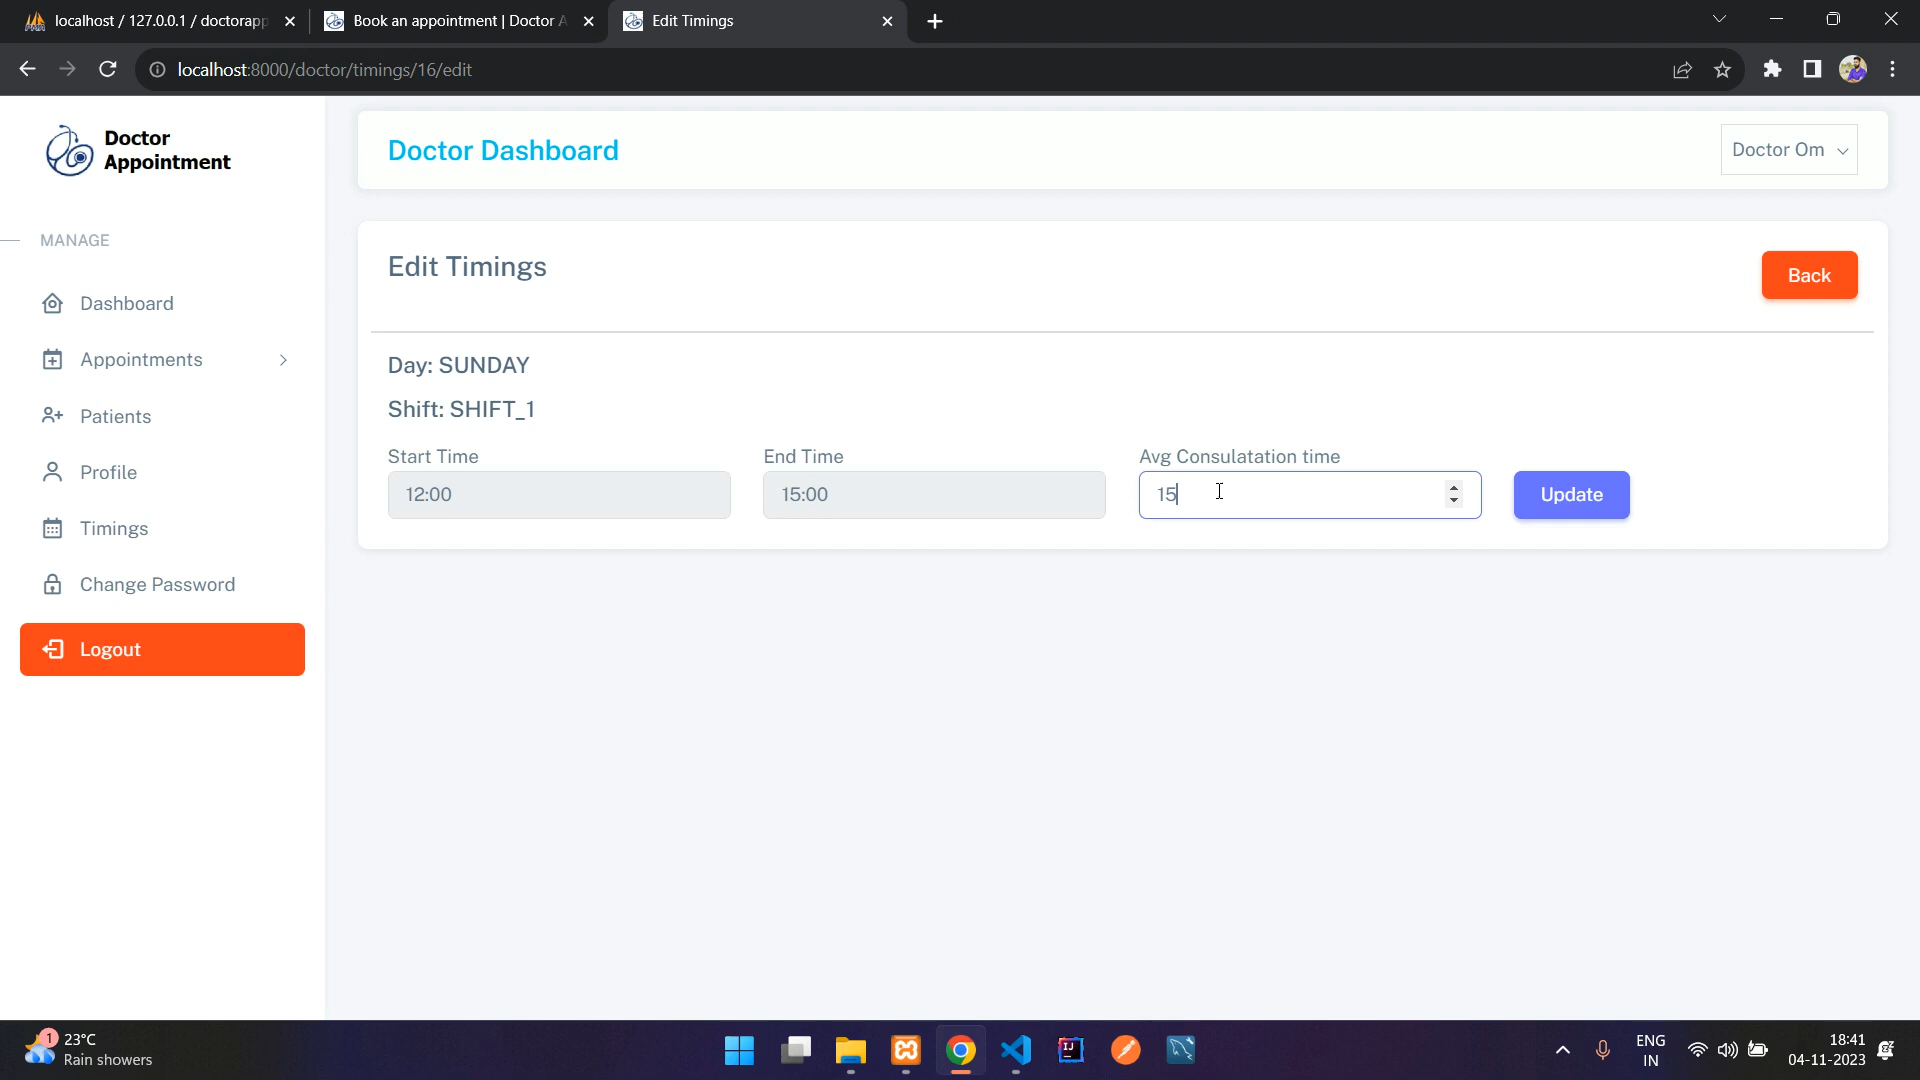 localhost / 127.0.0.1 / doctorapp
Book an appointment | Doctor A
Edit Timings
localhost:8000/doctor/timings/16/edit
Doctor
Appointment
Doctor Dashboard
Doctor Om
MANAGE
Dashboard
Appointments
Patients
Profile
Timings
Change Password
Logout
Edit Timings
Back
Day: SUNDAY
Shift: SHIFT_1
Start Time
End Time
Avg Consulatation time
12:00
15:00
15
Update
1
23°C
Rain showers
IJ
ENG
IN
18:41
04-11-2023